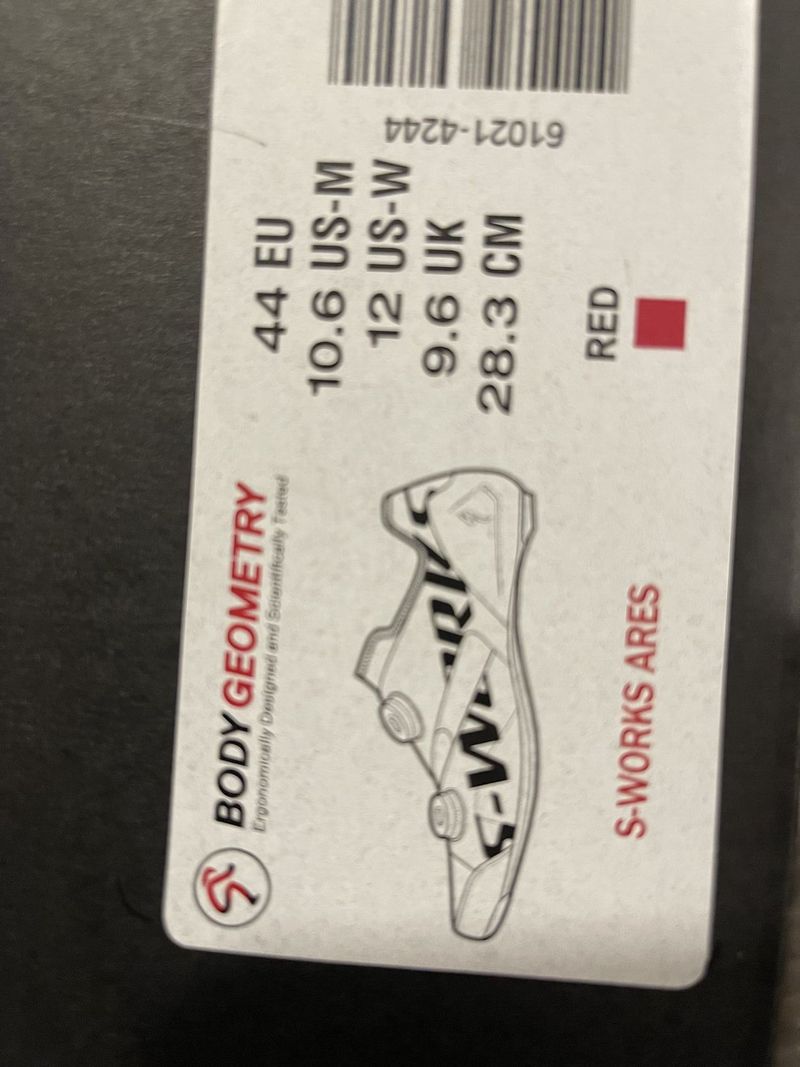 BODY GEOMETRY
Ergonomically Designed and Scientifically Tested
44 EU
10.6 US-M
12 US-W
9.6 UK
28.3 CM
61021-4244
S-WORKS
S-WORKS ARES
RED